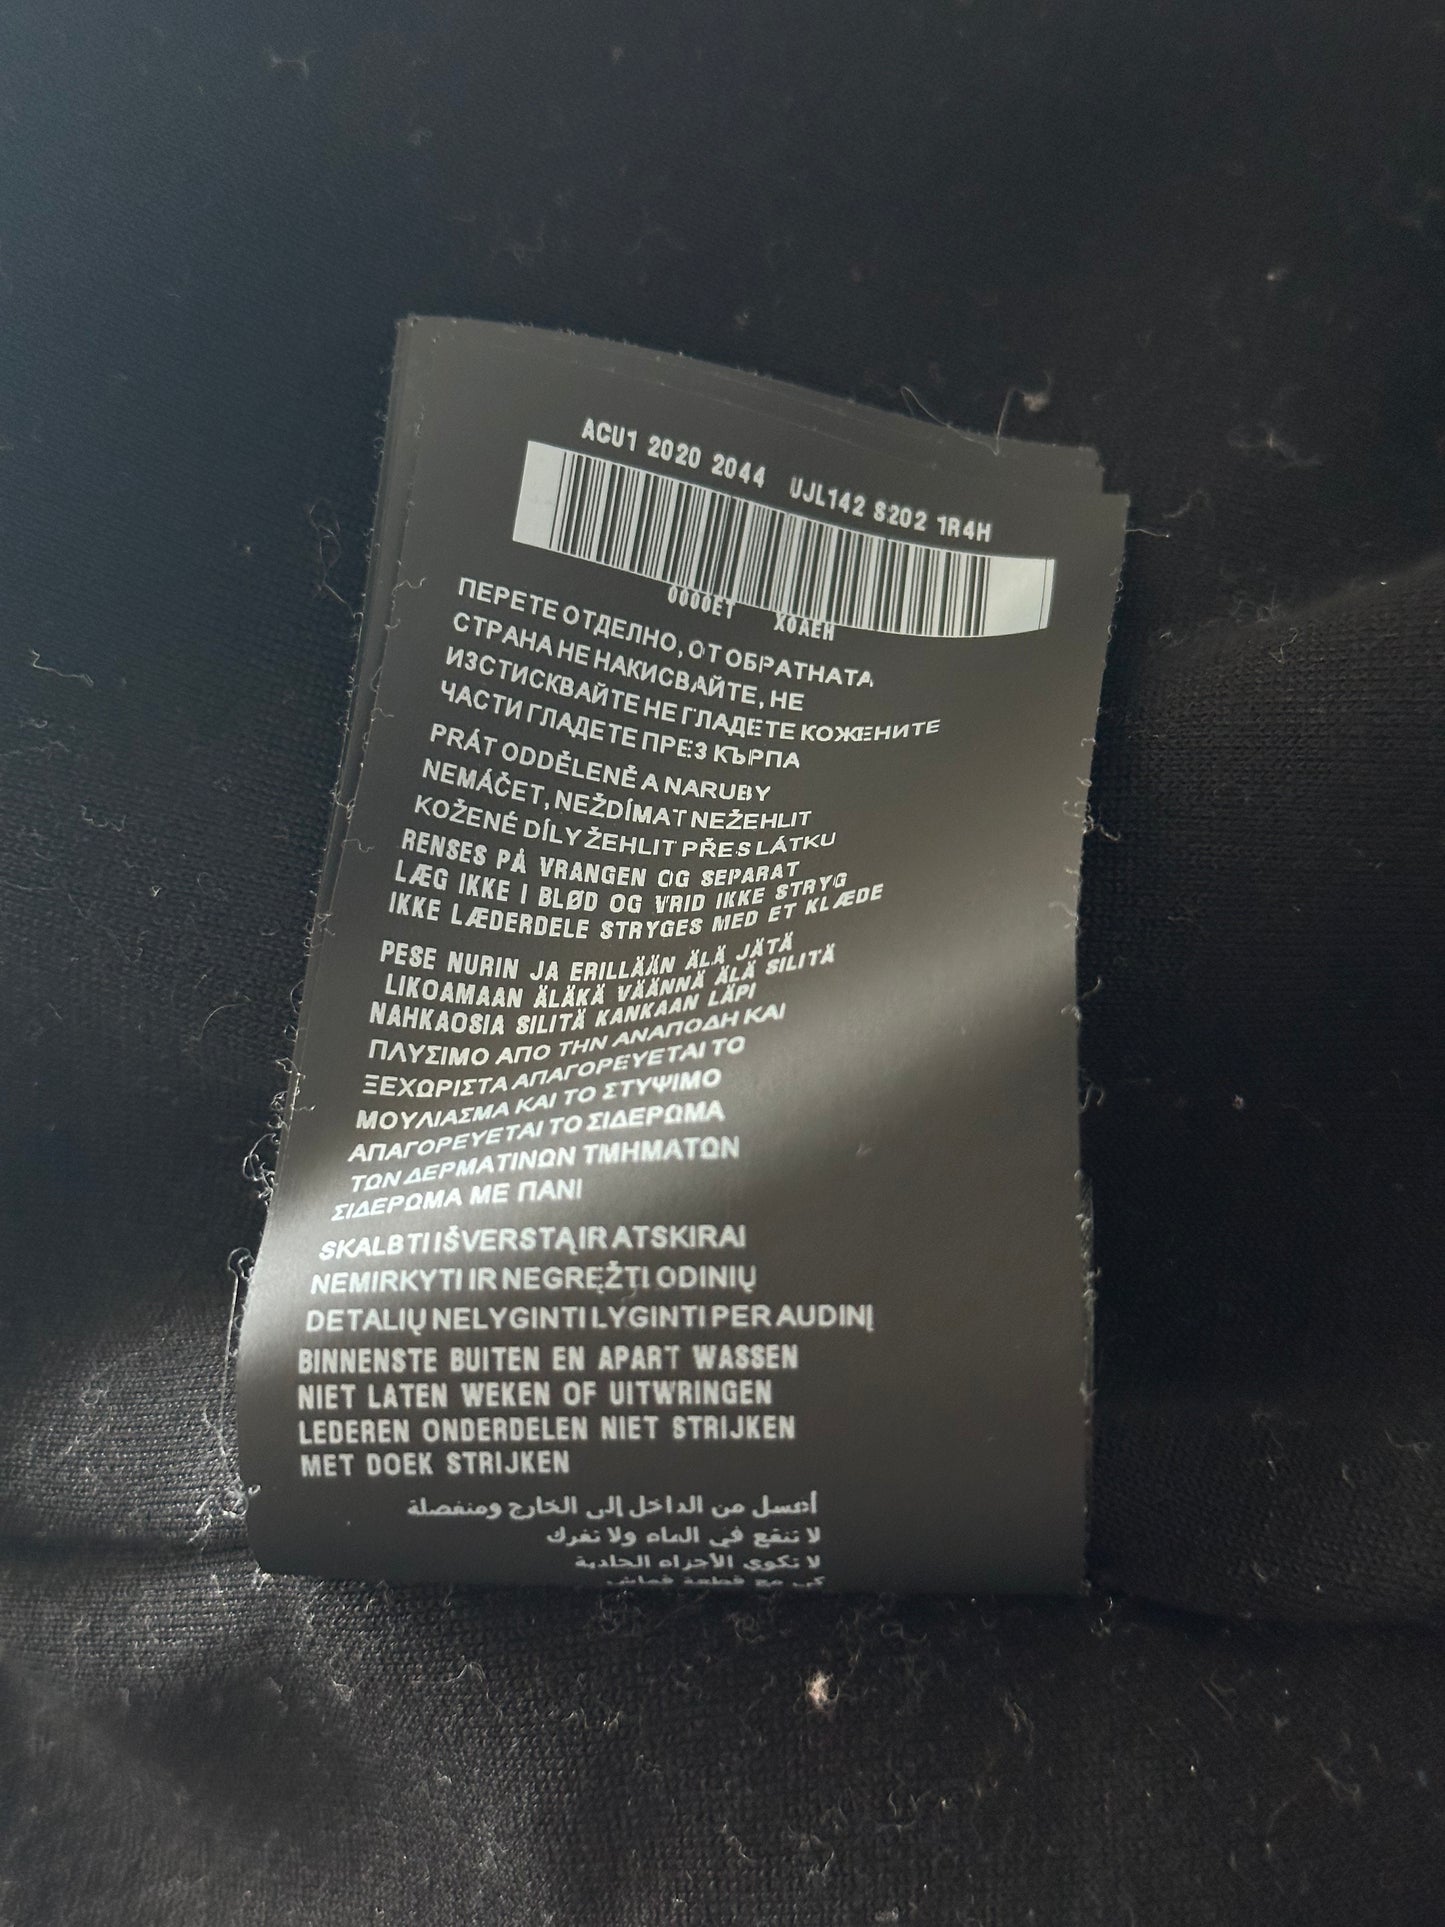 ACU1 2020 2044 UJL142 S202 1R4H
0000ET X0AEH
ПЕРЕТЕ ОТДЕЛНО, ОТ ОБРАТНАТА
СТРАНА НЕ НАКИСВАЙТЕ, НЕ
ИЗСТИСКВАЙТЕ НЕ ГЛАДЕТЕ КОЖЕНИТЕ
ЧАСТИ ГЛАДЕТЕ ПРЕЗ КЪРПА
PRÁT ODDĚLENĚ A NARUBY
NEMÁČET, NEŽDÍMAT NEŽEHLIT
KOŽENÉ DÍLY ŽEHLIT PŘES LÁTKU
RENSES PÅ VRANGEN OG SEPARAT
LÆG IKKE I BLØD OG VRID IKKE STRYG
IKKE LÆDERDELE STRYGES MED ET KLÆDE
PESE NURIN JA ERILLÄÄN ÄLÄ JÄTÄ
LIKOAMAAN ÄLÄKÄ VÄÄNNÄ ÄLÄ SILITÄ
NAHKAOSIA SILITÄ KANKAAN LÄPI
ΠΛΥΣΙΜΟ ΑΠΟ ΤΗΝ ΑΝΑΠΟΔΗ ΚΑΙ
ΞΕΧΩΡΙΣΤΑ ΑΠΑΓΟΡΕΥΕΤΑΙ ΤΟ
ΜΟΥΛΙΑΣΜΑ ΚΑΙ ΤΟ ΣΤΥΨΙΜΟ
ΑΠΑΓΟΡΕΥΕΤΑΙ ΤΟ ΣΙΔΕΡΩΜΑ
ΤΩΝ ΔΕΡΜΑΤΙΝΩΝ ΤΜΗΜΑΤΩΝ
ΣΙΔΕΡΩΜΑ ΜΕ ΠΑΝΙ
SKALBTI IŠVERSTĄ IR ATSKIRAI
NEMIRKYTI IR NEGRĘŽTI ODINIŲ
DETALIŲ NELYGINTI LYGINTI PER AUDINĮ
BINNENSTE BUITEN EN APART WASSEN
NIET LATEN WEKEN OF UITWRINGEN
LEDEREN ONDERDELEN NIET STRIJKEN
MET DOEK STRIJKEN
أغسل من الداخل إلى الخارج ومنفصلة
لا تنقع في الماء ولا تفرك
لا تكوي الأجزاء الجلدية
كي مع قطعة قماش